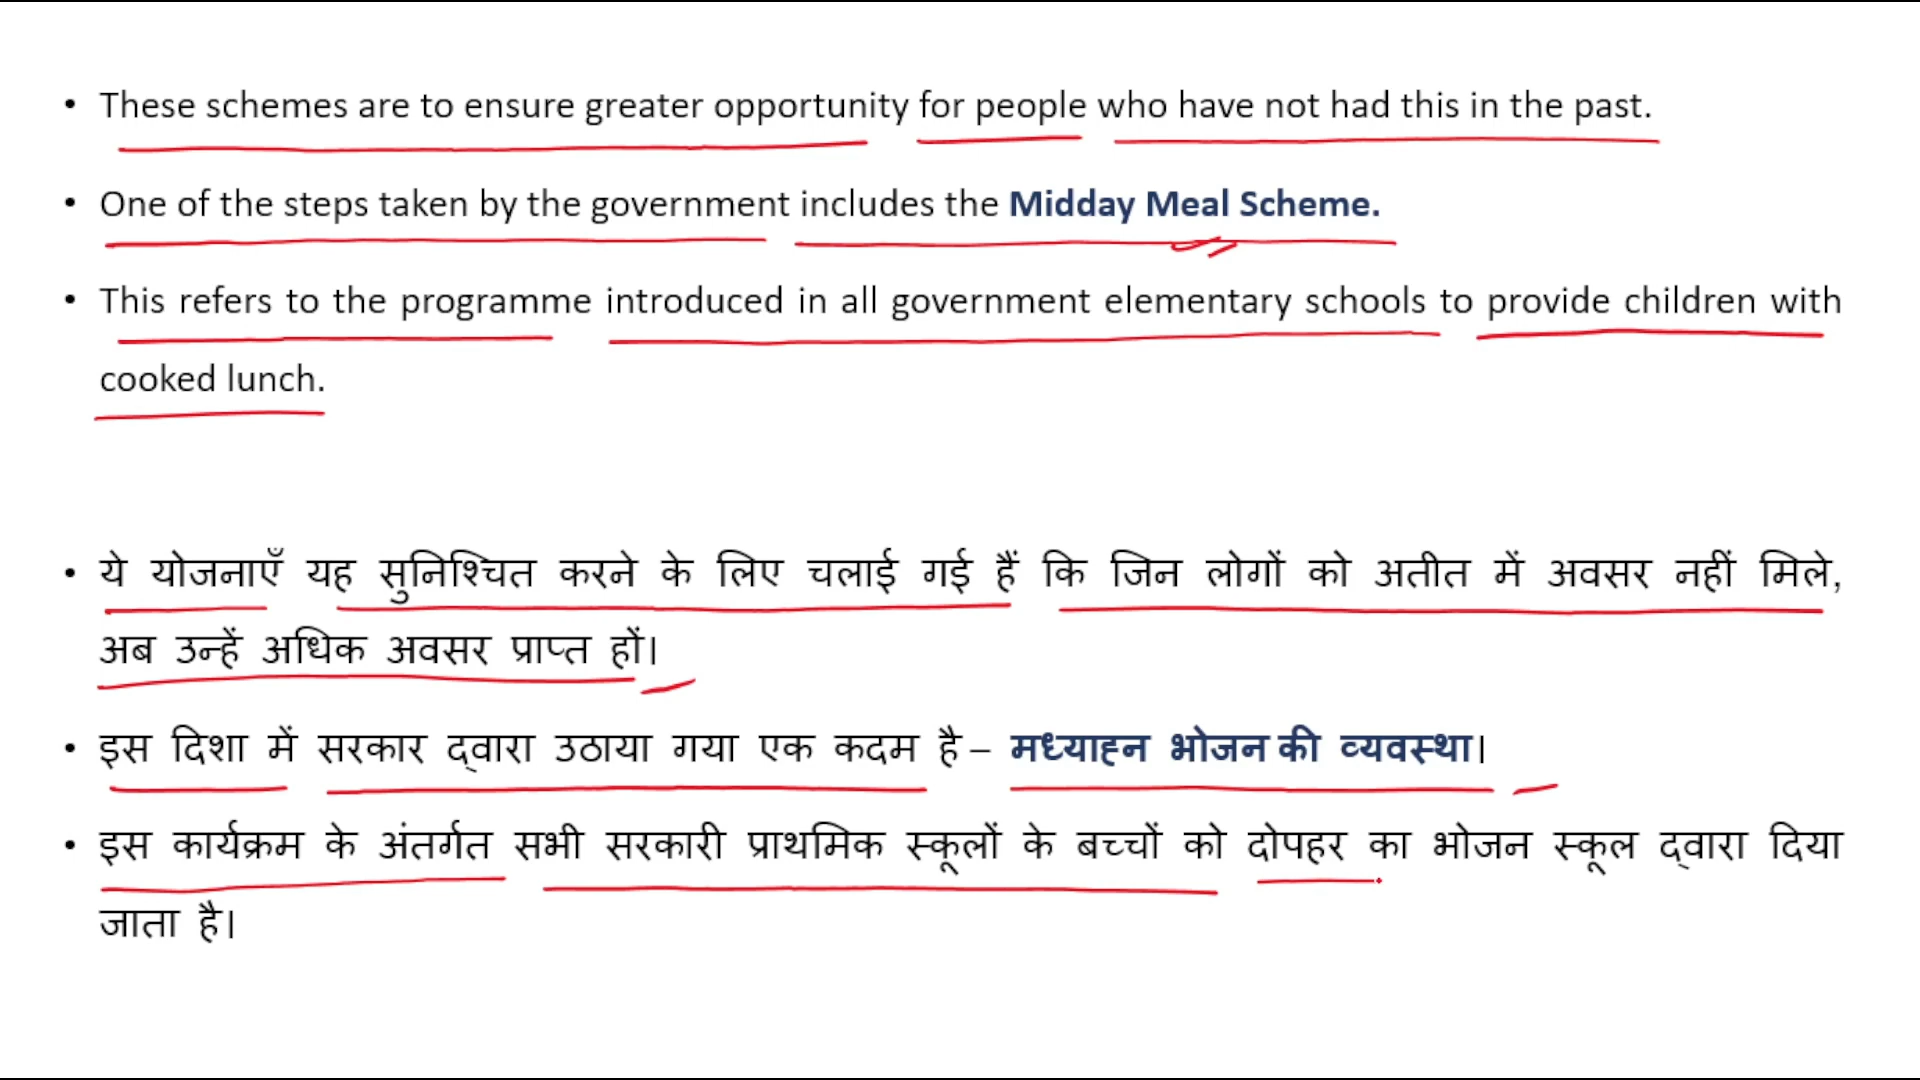 • These schemes are to ensure greater opportunity for people who have not had this in the past.
• One of the steps taken by the government includes the Midday Meal Scheme.
• This refers to the programme introduced in all government elementary schools to provide children with
cooked lunch.
• ये योजनाएँ यह सुनिश्चित करने के लिए चलाई गई हैं कि जिन लोगों को अतीत में अवसर नहीं मिले,
अब उन्हें अधिक अवसर प्राप्त हों।
• इस दिशा में सरकार द्वारा उठाया गया एक कदम है – मध्याह्न भोजन की व्यवस्था।
• इस कार्यक्रम के अंतर्गत सभी सरकारी प्राथमिक स्कूलों के बच्चों को दोपहर का भोजन स्कूल द्वारा दिया
जाता है।